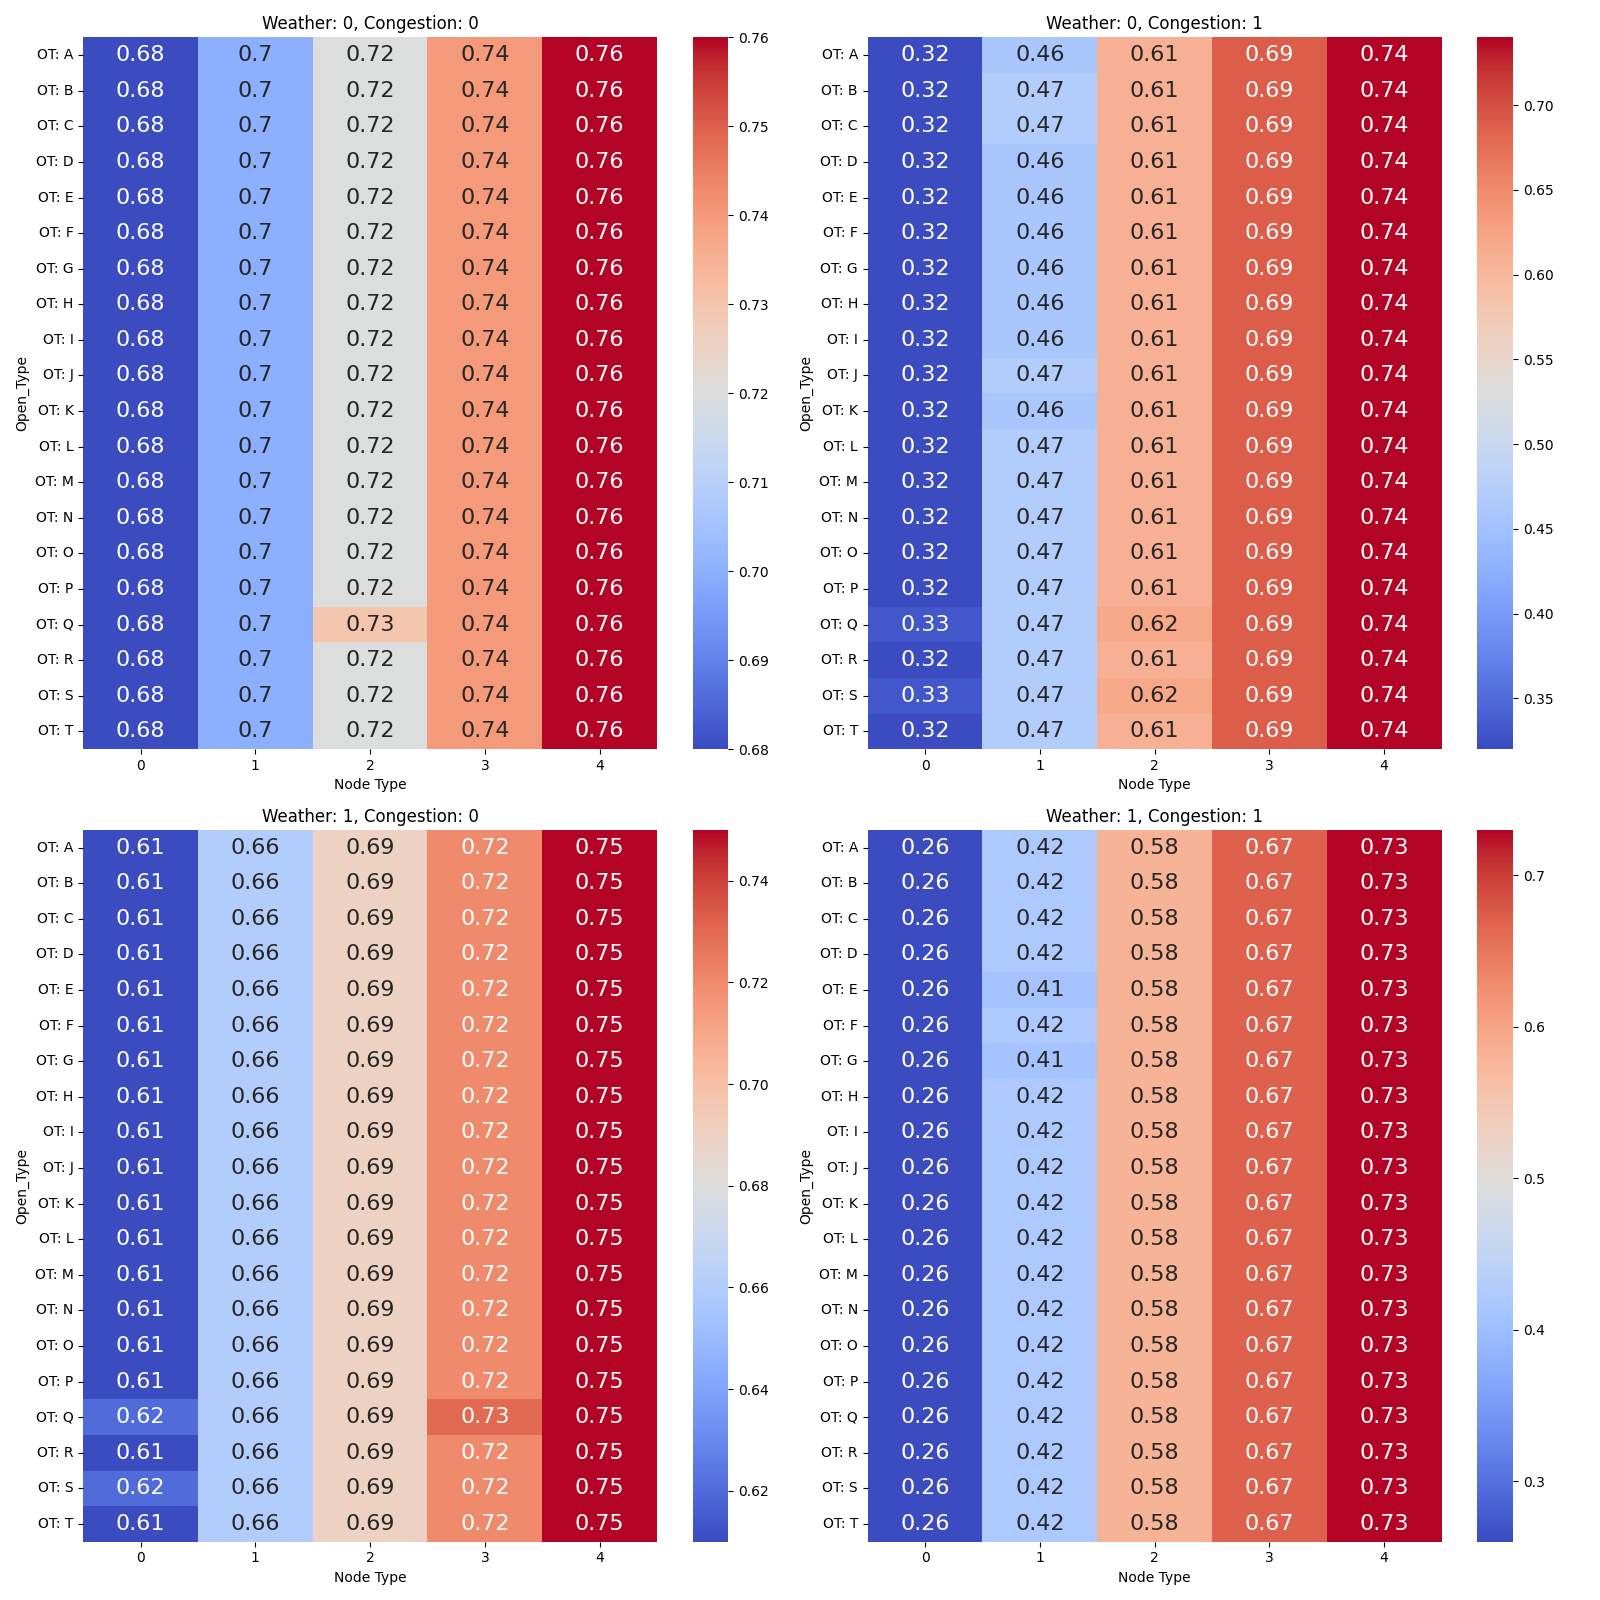 Weather: 0, Congestion: 0
OT: A 0.68 0.7 0.72 0.74 0.76
OT: B 0.68 0.7 0.72 0.74 0.76
OT: C 0.68 0.7 0.72 0.74 0.76
OT: D 0.68 0.7 0.72 0.74 0.76
OT: E 0.68 0.7 0.72 0.74 0.76
OT: F 0.68 0.7 0.72 0.74 0.76
OT: G 0.68 0.7 0.72 0.74 0.76
OT: H 0.68 0.7 0.72 0.74 0.76
OT: I 0.68 0.7 0.72 0.74 0.76
OT: J 0.68 0.7 0.72 0.74 0.76
OT: K 0.68 0.7 0.72 0.74 0.76
OT: L 0.68 0.7 0.72 0.74 0.76
OT: M 0.68 0.7 0.72 0.74 0.76
OT: N 0.68 0.7 0.72 0.74 0.76
OT: O 0.68 0.7 0.72 0.74 0.76
OT: P 0.68 0.7 0.72 0.74 0.76
OT: Q 0.68 0.7 0.73 0.74 0.76
OT: R 0.68 0.7 0.72 0.74 0.76
OT: S 0.68 0.7 0.72 0.74 0.76
OT: T 0.68 0.7 0.72 0.74 0.76
0 1 2 3 4
Node Type
Open_Type
0.76
0.75
0.74
0.73
0.72
0.71
0.70
0.69
0.68
Weather: 0, Congestion: 1
OT: A 0.32 0.46 0.61 0.69 0.74
OT: B 0.32 0.47 0.61 0.69 0.74
OT: C 0.32 0.47 0.61 0.69 0.74
OT: D 0.32 0.46 0.61 0.69 0.74
OT: E 0.32 0.46 0.61 0.69 0.74
OT: F 0.32 0.46 0.61 0.69 0.74
OT: G 0.32 0.46 0.61 0.69 0.74
OT: H 0.32 0.46 0.61 0.69 0.74
OT: I 0.32 0.46 0.61 0.69 0.74
OT: J 0.32 0.47 0.61 0.69 0.74
OT: K 0.32 0.46 0.61 0.69 0.74
OT: L 0.32 0.47 0.61 0.69 0.74
OT: M 0.32 0.47 0.61 0.69 0.74
OT: N 0.32 0.47 0.61 0.69 0.74
OT: O 0.32 0.47 0.61 0.69 0.74
OT: P 0.32 0.47 0.61 0.69 0.74
OT: Q 0.33 0.47 0.62 0.69 0.74
OT: R 0.32 0.47 0.61 0.69 0.74
OT: S 0.33 0.47 0.62 0.69 0.74
OT: T 0.32 0.47 0.61 0.69 0.74
0 1 2 3 4
Node Type
Open_Type
0.70
0.65
0.60
0.55
0.50
0.45
0.40
0.35
Weather: 1, Congestion: 0
OT: A 0.61 0.66 0.69 0.72 0.75
OT: B 0.61 0.66 0.69 0.72 0.75
OT: C 0.61 0.66 0.69 0.72 0.75
OT: D 0.61 0.66 0.69 0.72 0.75
OT: E 0.61 0.66 0.69 0.72 0.75
OT: F 0.61 0.66 0.69 0.72 0.75
OT: G 0.61 0.66 0.69 0.72 0.75
OT: H 0.61 0.66 0.69 0.72 0.75
OT: I 0.61 0.66 0.69 0.72 0.75
OT: J 0.61 0.66 0.69 0.72 0.75
OT: K 0.61 0.66 0.69 0.72 0.75
OT: L 0.61 0.66 0.69 0.72 0.75
OT: M 0.61 0.66 0.69 0.72 0.75
OT: N 0.61 0.66 0.69 0.72 0.75
OT: O 0.61 0.66 0.69 0.72 0.75
OT: P 0.61 0.66 0.69 0.72 0.75
OT: Q 0.62 0.66 0.69 0.73 0.75
OT: R 0.61 0.66 0.69 0.72 0.75
OT: S 0.62 0.66 0.69 0.72 0.75
OT: T 0.61 0.66 0.69 0.72 0.75
0 1 2 3 4
Node Type
Open_Type
0.74
0.72
0.70
0.68
0.66
0.64
0.62
Weather: 1, Congestion: 1
OT: A 0.26 0.42 0.58 0.67 0.73
OT: B 0.26 0.42 0.58 0.67 0.73
OT: C 0.26 0.42 0.58 0.67 0.73
OT: D 0.26 0.42 0.58 0.67 0.73
OT: E 0.26 0.41 0.58 0.67 0.73
OT: F 0.26 0.42 0.58 0.67 0.73
OT: G 0.26 0.41 0.58 0.67 0.73
OT: H 0.26 0.42 0.58 0.67 0.73
OT: I 0.26 0.42 0.58 0.67 0.73
OT: J 0.26 0.42 0.58 0.67 0.73
OT: K 0.26 0.42 0.58 0.67 0.73
OT: L 0.26 0.42 0.58 0.67 0.73
OT: M 0.26 0.42 0.58 0.67 0.73
OT: N 0.26 0.42 0.58 0.67 0.73
OT: O 0.26 0.42 0.58 0.67 0.73
OT: P 0.26 0.42 0.58 0.67 0.73
OT: Q 0.26 0.42 0.58 0.67 0.73
OT: R 0.26 0.42 0.58 0.67 0.73
OT: S 0.26 0.42 0.58 0.67 0.73
OT: T 0.26 0.42 0.58 0.67 0.73
0 1 2 3 4
Node Type
Open_Type
0.7
0.6
0.5
0.4
0.3